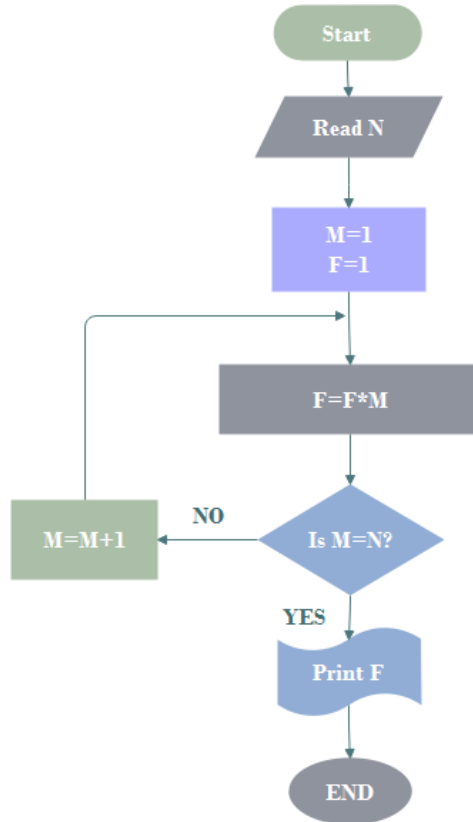 Start
Read N
M=1
F=1
F=F*M
Is M=N?
NO
M=M+1
YES
Print F
END